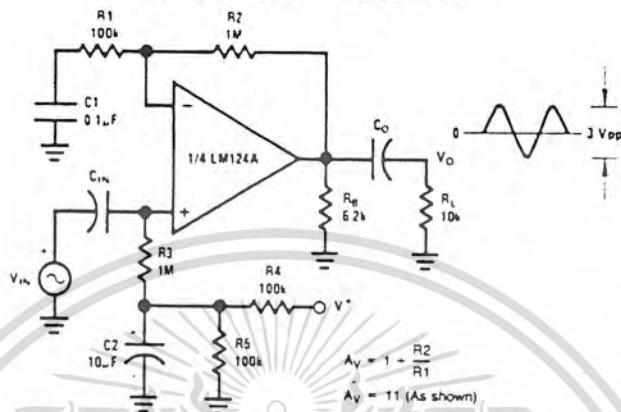 R1
100k
R2
1M
C1
0.1μF
1/4 LM124A
CO
VO
0
3 Vpp
CIN
RB
6.2k
RL
10k
VIN
R3
1M
R4
100k
V+
C2
10μF
R5
100k
AV = 1 + R2/R1
AV = 11 (As shown)